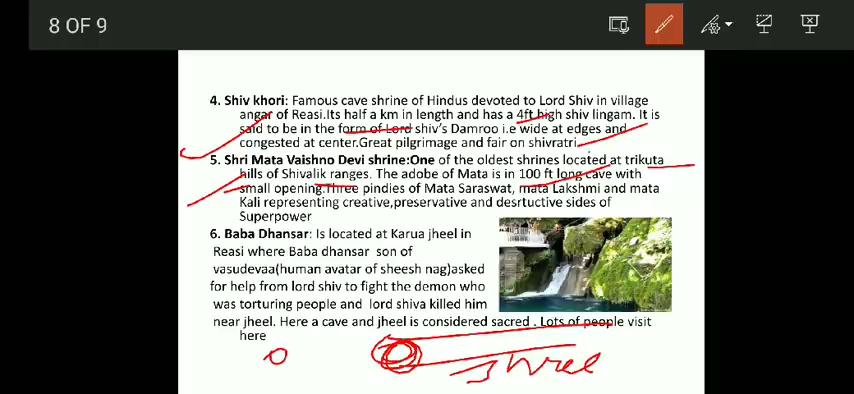 8 OF 9
4. Shiv khori: Famous cave shrine of Hindus devoted to Lord Shiv in village
angar of Reasi.Its half a km in length and has a 4ft high shiv lingam. It is
said to be in the form of Lord shiv's Damroo i.e wide at edges and
congested at center.Great pilgrimage and fair on shivratri.
5. Shri Mata Vaishno Devi shrine:One of the oldest shrines located at trikuta
hills of Shivalik ranges. The adobe of Mata is in 100 ft long cave with
small opening.Three pindies of Mata Saraswat, mata Lakshmi and mata
Kali representing creative,preservative and desrtuctive sides of
Superpower
6. Baba Dhansar: Is located at Karua jheel in
Reasi where Baba dhansar son of
vasudevaa(human avatar of sheesh nag)asked
for help from lord shiv to fight the demon who
was torturing people and lord shiva killed him
near jheel. Here a cave and jheel is considered sacred . Lots of people visit
here
shree